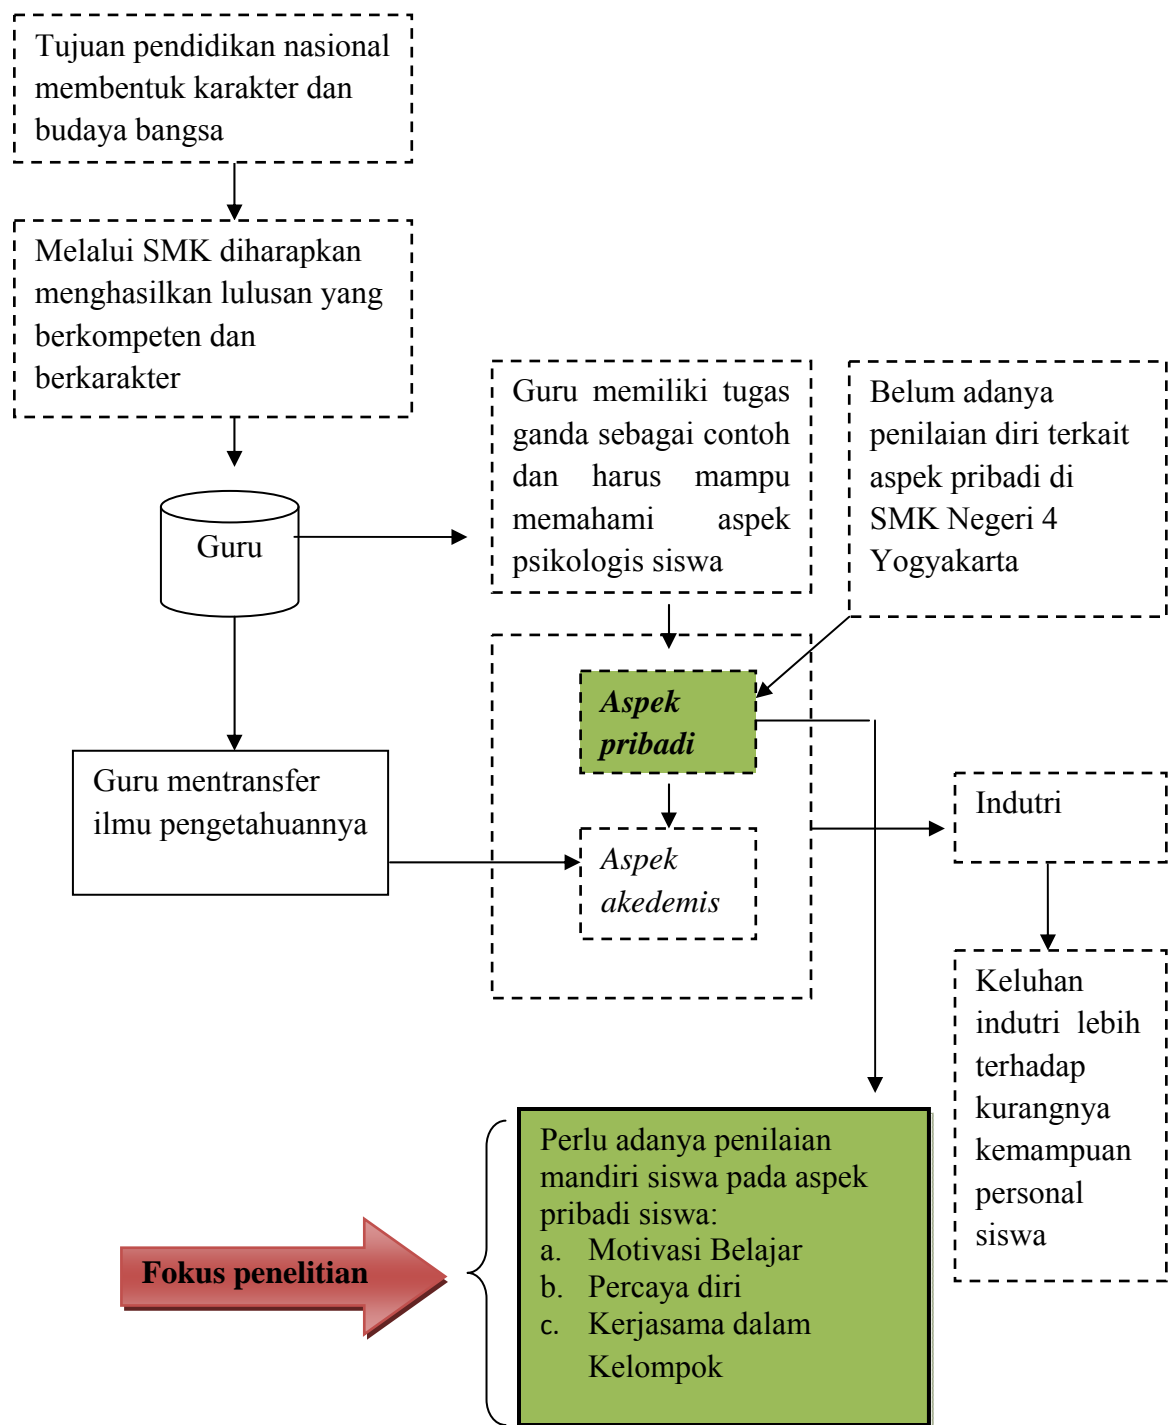 Tujuan pendidikan nasional
membentuk karakter dan
budaya bangsa
Melalui SMK diharapkan
menghasilkan lulusan yang
berkompeten dan
berkarakter
Guru
Guru memiliki tugas
ganda sebagai contoh
dan harus mampu
memahami aspek
psikologis siswa
Belum adanya
penilaian diri terkait
aspek pribadi di
SMK Negeri 4
Yogyakarta
Aspek
pribadi
Guru mentransfer
ilmu pengetahuannya
Aspek
akedemis
Indutri
Keluhan
indutri lebih
terhadap
kurangnya
kemampuan
personal
siswa
Fokus penelitian
Perlu adanya penilaian
mandiri siswa pada aspek
pribadi siswa:
a. Motivasi Belajar
b. Percaya diri
c. Kerjasama dalam
Kelompok